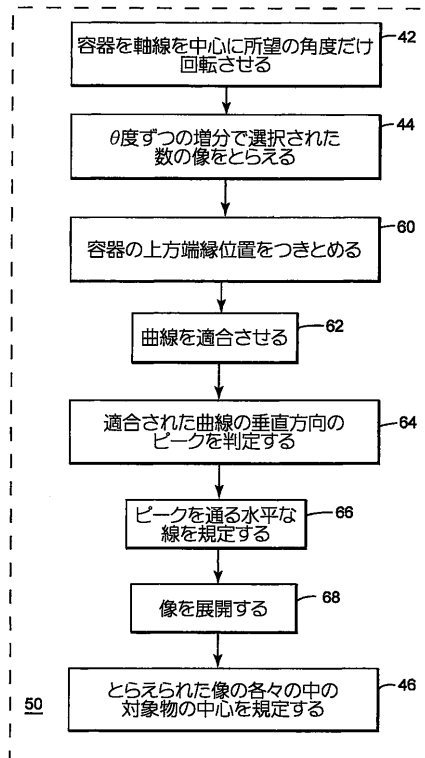 容器を軸線を中心に所望の角度だけ
回転させる
42
θ度ずつの増分で選択された
数の像をとらえる
44
容器の上方端縁位置をつきとめる
60
曲線を適合させる
62
適合された曲線の垂直方向の
ピークを判定する
64
ピークを通る水平な
線を規定する
66
像を展開する
68
とらえられた像の各々の中の
対象物の中心を規定する
46
50